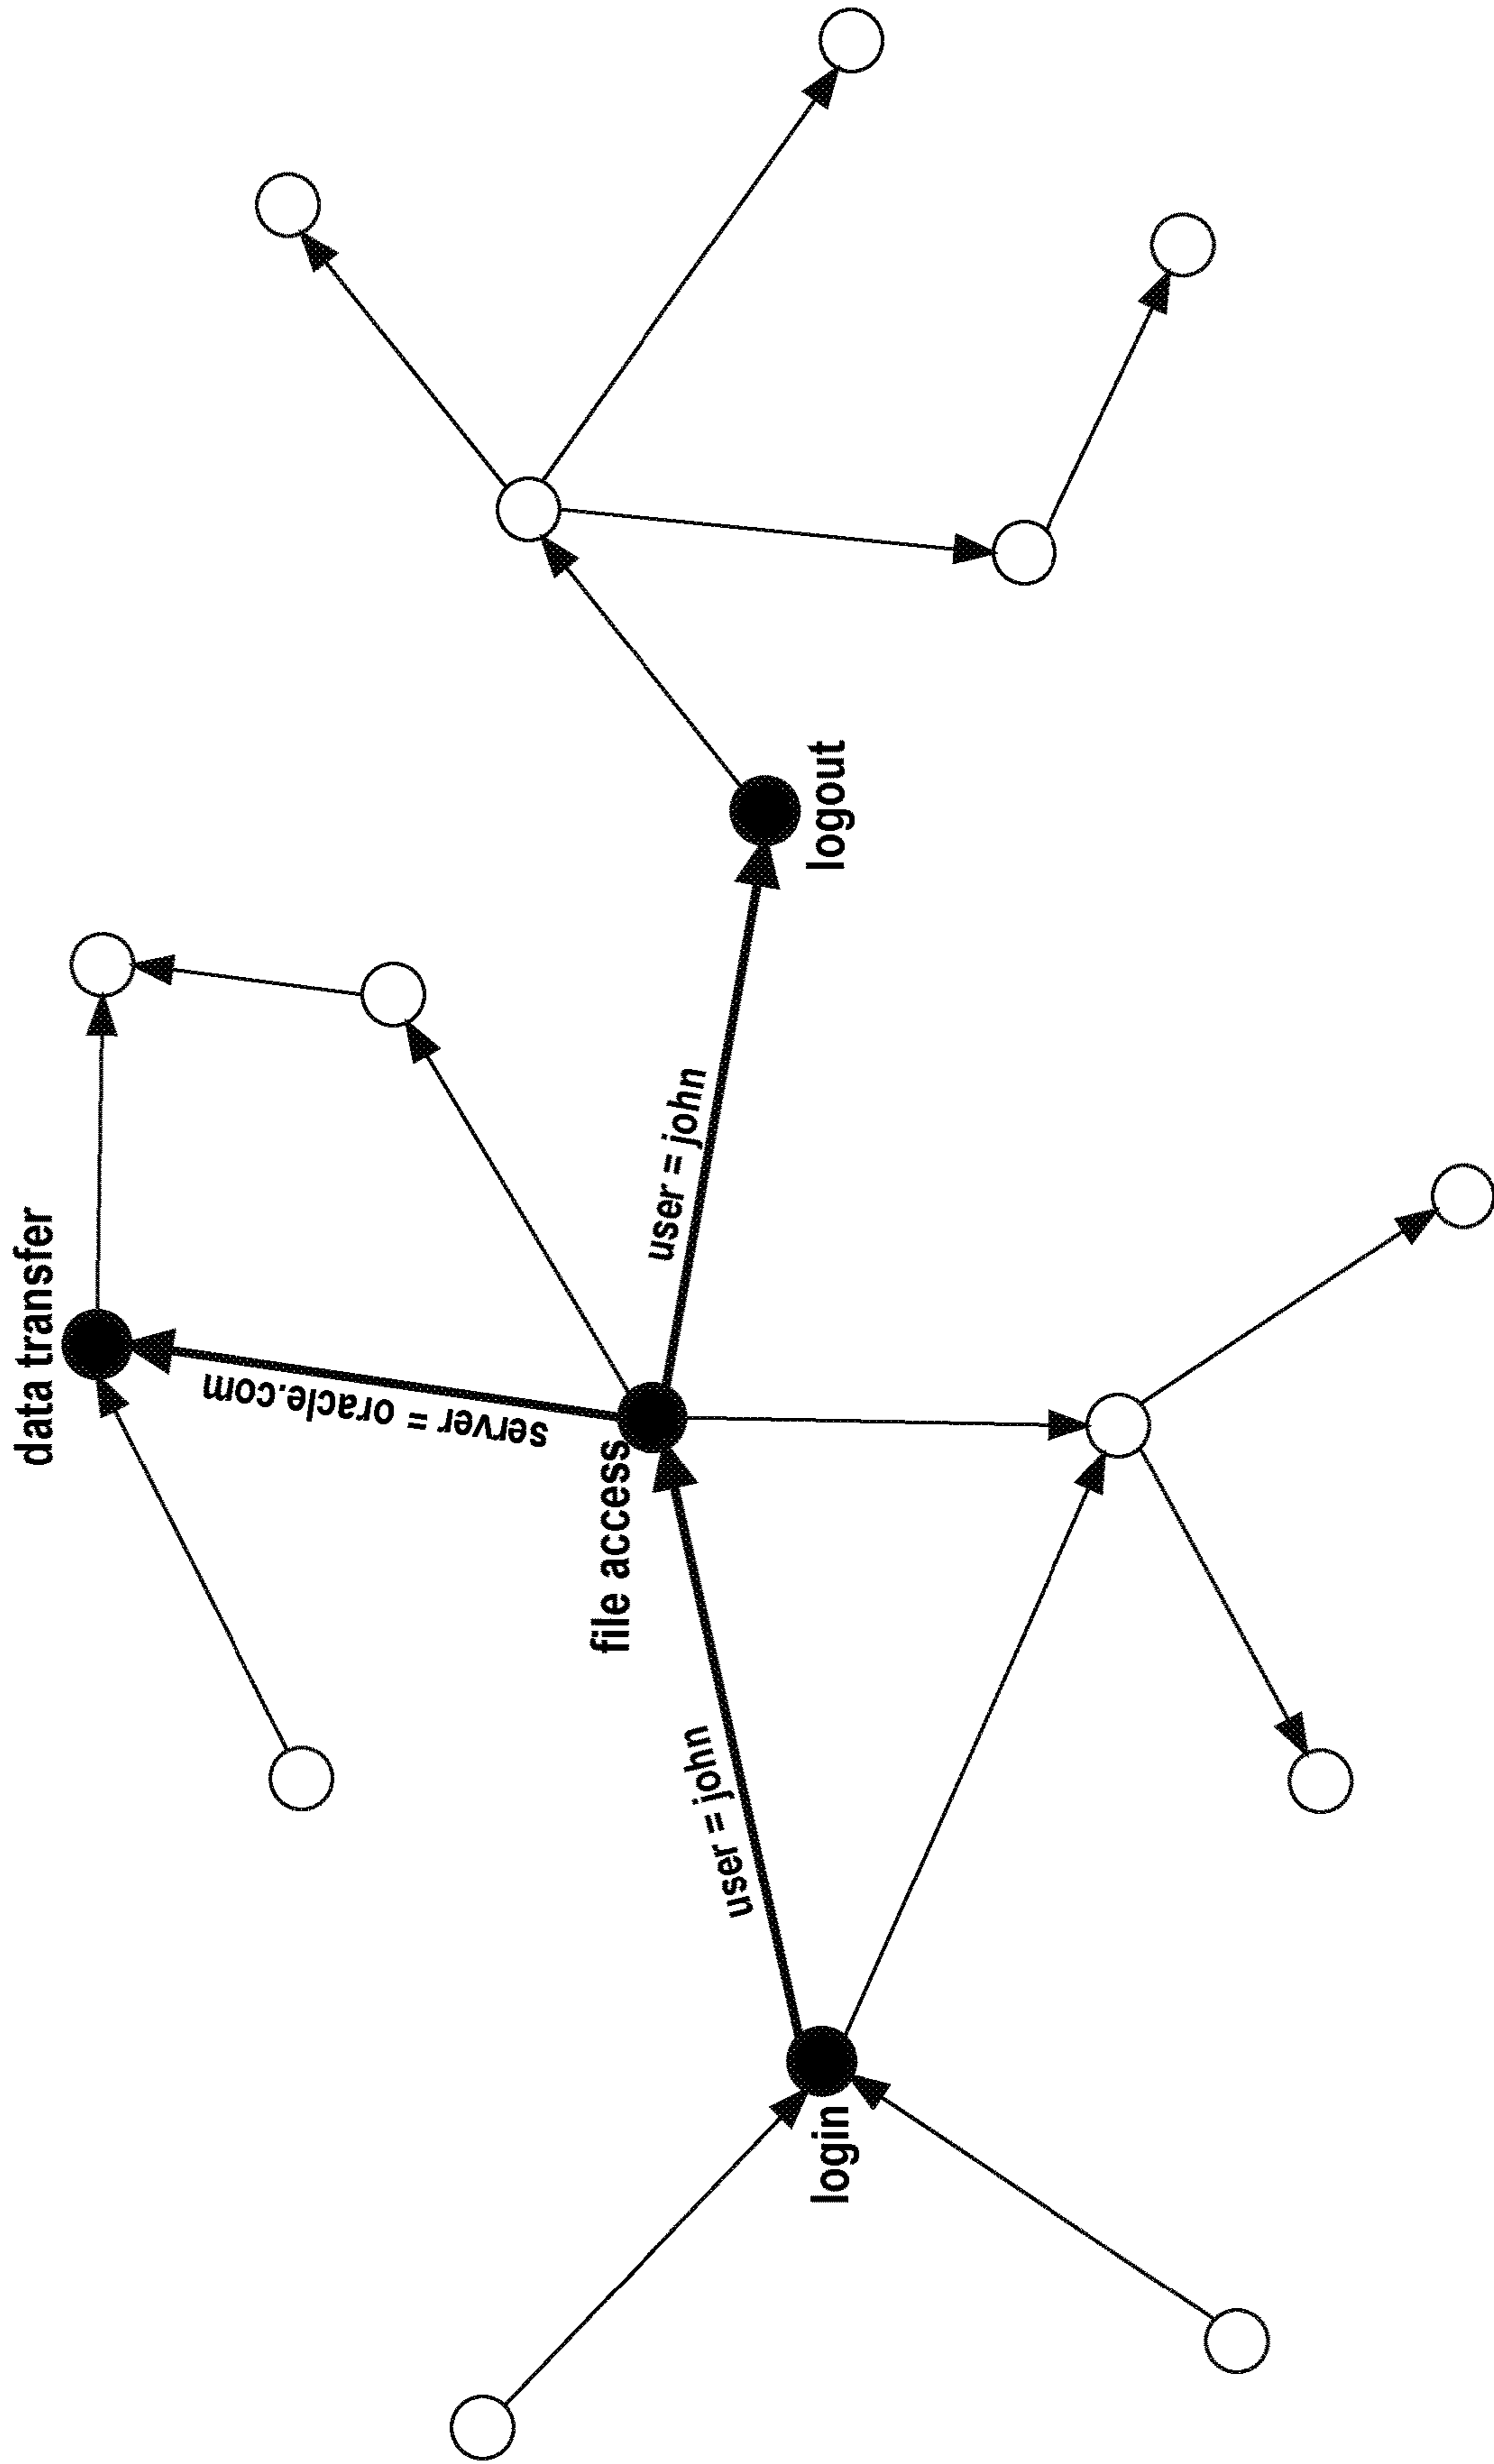 data transfer
server = oracle.com
file access
user = john
user = john
login
logout